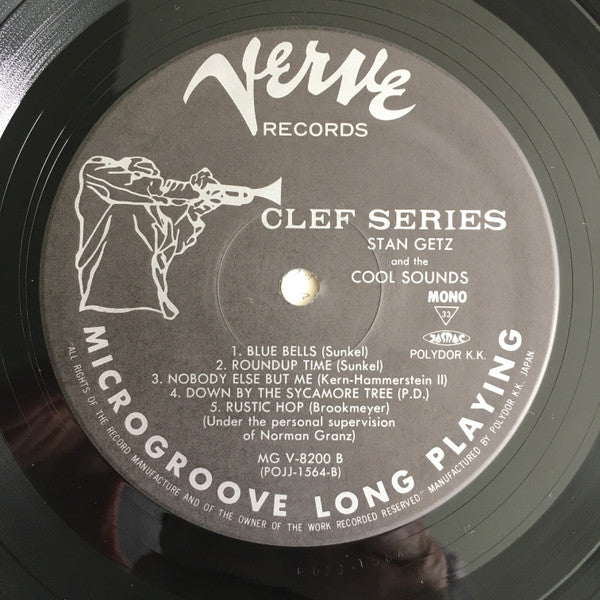 Verve
RECORDS
CLEF SERIES
STAN GETZ
and the
COOL SOUNDS
MONO
33
JASRAC
POLYDOR K.K.
1. BLUE BELLS (Sunkel)
2. ROUNDUP TIME (Sunkel)
3. NOBODY ELSE BUT ME (Kern-Hammerstein II)
4. DOWN BY THE SYCAMORE TREE (P.D.)
5. RUSTIC HOP (Brookmeyer)
(Under the personal supervision
of Norman Granz)
MG V-8200 B
(POJJ-1564-B)
MICROGROOVE LONG PLAYING
ALL RIGHTS OF THE RECORD MANUFACTURE AND OF THE OWNER OF THE WORK RECORDED RESERVED. MANUFACTURED BY POLYDOR K.K., JAPAN.